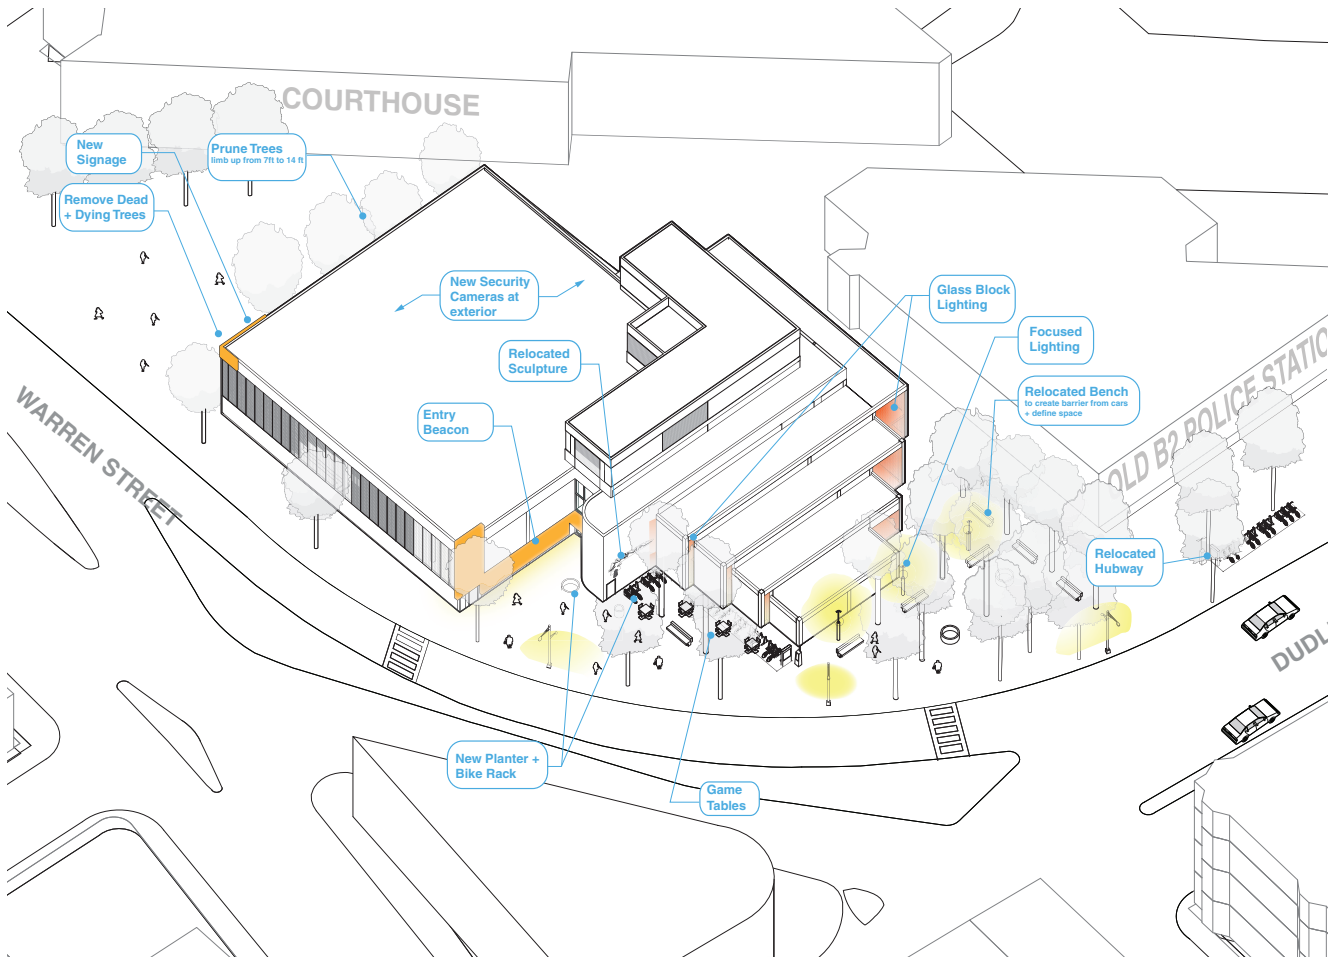 COURTHOUSE
New
Signage
Prune Trees
limb up from 7ft to 14 ft
Remove Dead
+ Dying Trees
New Security
Cameras at
exterior
Glass Block
Lighting
Focused
Lighting
Relocated
Sculpture
Relocated Bench
to create barrier from cars
+ define space
Entry
Beacon
WARREN STREET
OLD B2 POLICE STATIO
Relocated
Hubway
DUDL
New Planter +
Bike Rack
Game
Tables